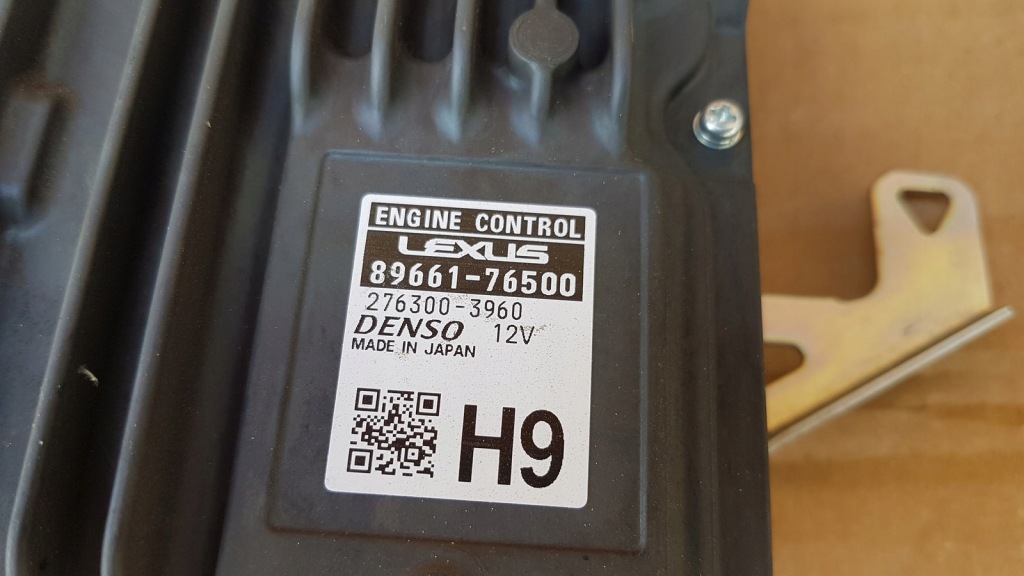 ENGINE CONTROL
LEXUS
89661-76500
276300-3960
DENSO 12V
MADE IN JAPAN
H9